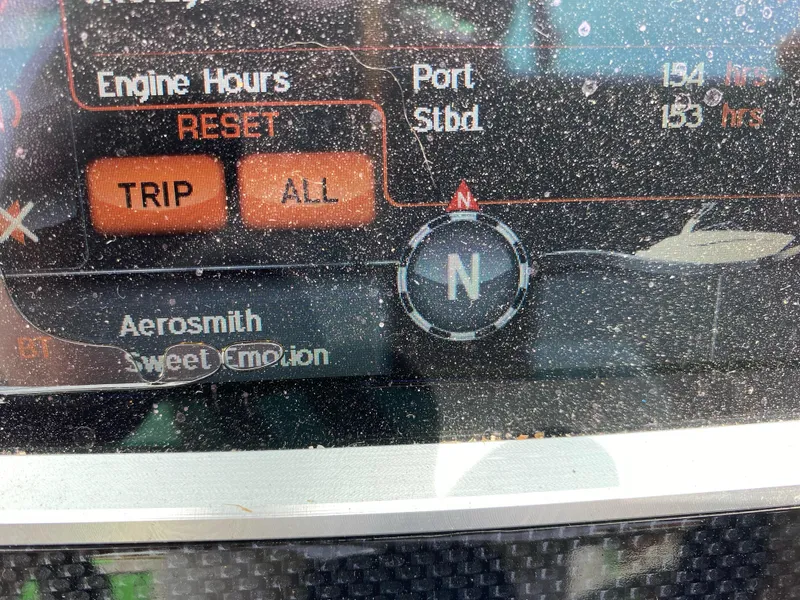 Engine Hours
Port 154 hrs
Stbd 153 hrs
RESET
TRIP ALL
N
N
Aerosmith
BT
Sweet Emotion